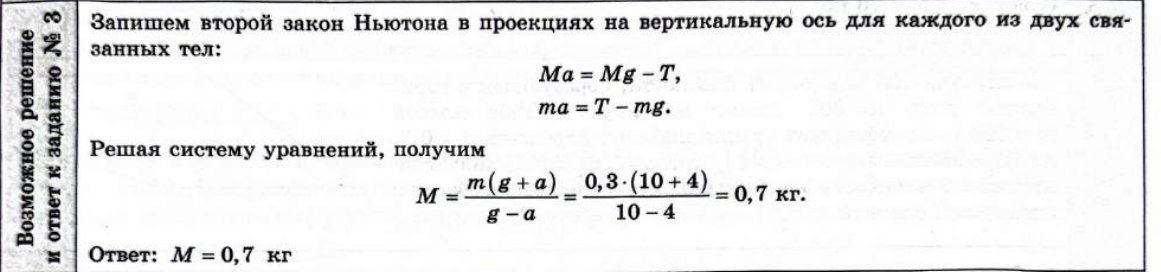 Возможное решение
и ответ к заданию № 3
Запишем второй закон Ньютона в проекциях на вертикальную ось для каждого из двух свя-
занных тел:
Ma = Mg − T,
ma = T − mg.
Решая систему уравнений, получим
M = m(g + a) / (g − a) = 0,3·(10 + 4) / (10 − 4) = 0,7 кг.
Ответ: M = 0,7 кг